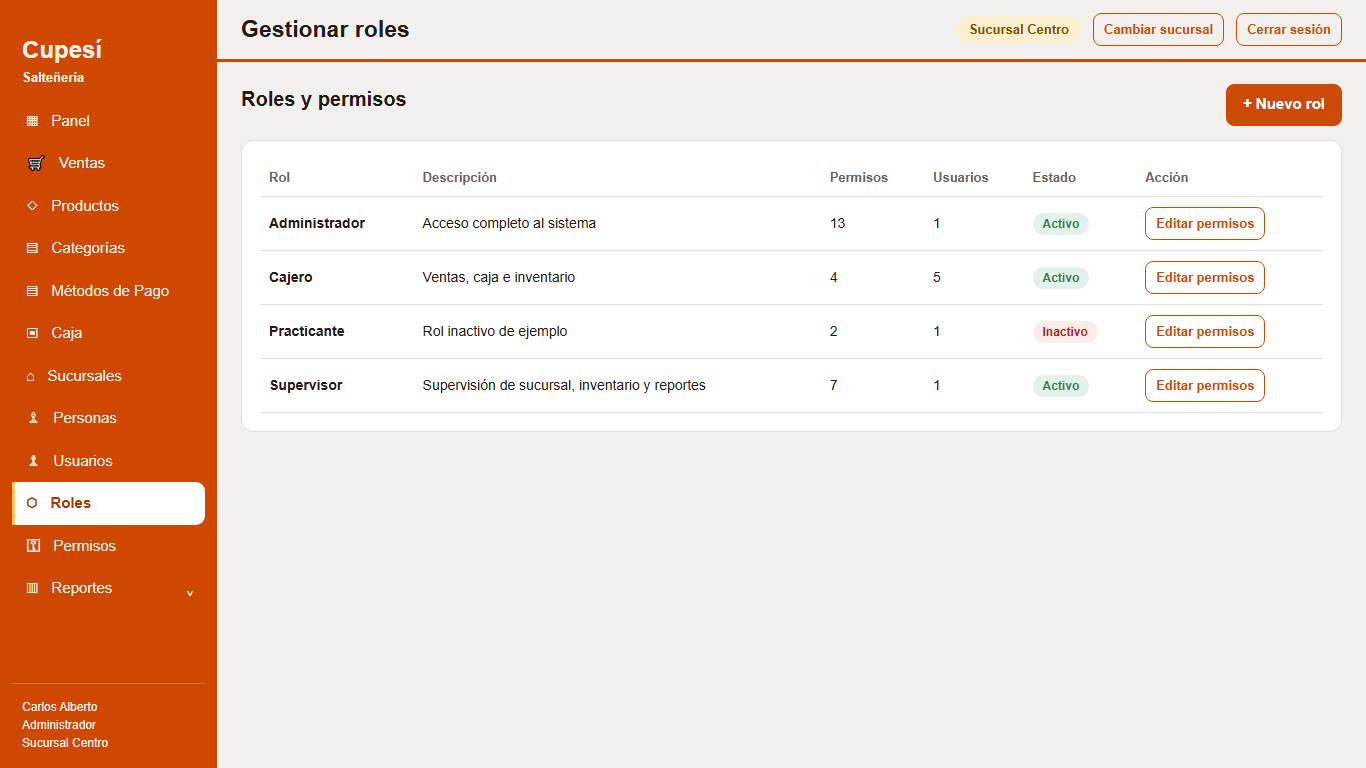 Cupesí
Salteñería
Panel
Ventas
Productos
Categorías
Métodos de Pago
Caja
Sucursales
Personas
Usuarios
Roles
Permisos
Reportes
Carlos Alberto
Administrador
Sucursal Centro
Gestionar roles
Sucursal Centro
Cambiar sucursal
Cerrar sesión
Roles y permisos
+ Nuevo rol
Rol Descripción Permisos Usuarios Estado Acción
Administrador Acceso completo al sistema 13 1 Activo Editar permisos
Cajero Ventas, caja e inventario 4 5 Activo Editar permisos
Practicante Rol inactivo de ejemplo 2 1 Inactivo Editar permisos
Supervisor Supervisión de sucursal, inventario y reportes 7 1 Activo Editar permisos